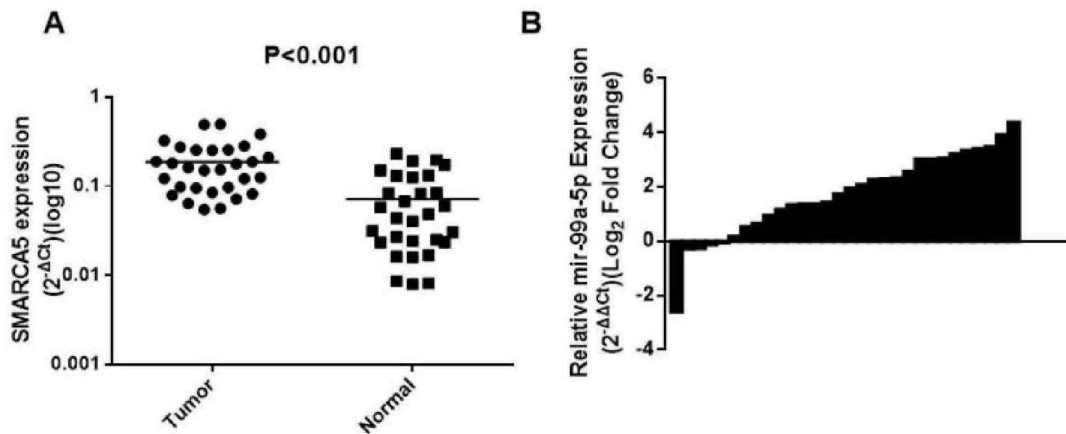 A
P<0.001
SMARCA5 expression
(2^-ΔCt)(log10)
1
0.1
0.01
0.001
Tumor
Normal
B
Relative mir-99a-5p Expression
(2^-ΔΔCt)(Log₂ Fold Change)
6
4
2
0
-2
-4